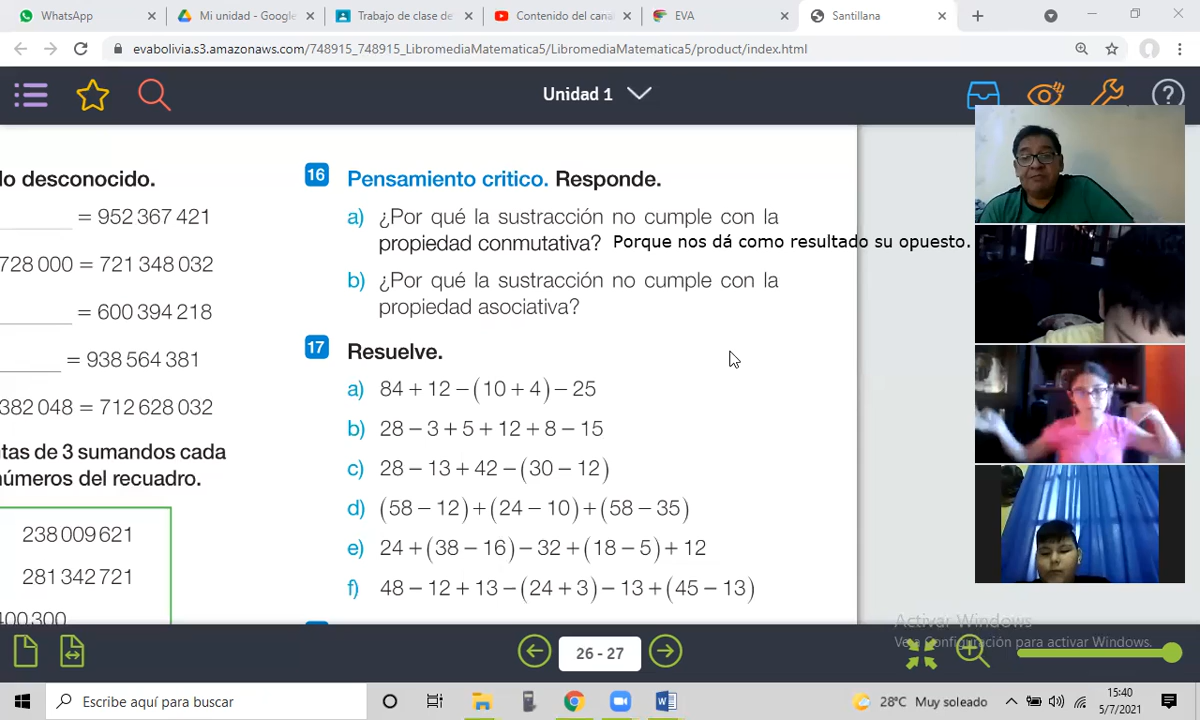 WhatsApp
Mi unidad - Google
Trabajo de clase de
Contenido del cana
EVA
Santillana
evabolivia.s3.amazonaws.com/748915_748915_LibromediaMatematica5/LibromediaMatematica5/product/index.html
Unidad 1
lo desconocido.
______ = 952 367 421
728 000 = 721 348 032
______ = 600 394 218
______ = 938 564 381
382 048 = 712 628 032
ntas de 3 sumandos cada
números del recuadro.
238 009 621
281 342 721
400 300
16 Pensamiento crítico. Responde.
a) ¿Por qué la sustracción no cumple con la
propiedad conmutativa? Porque nos dá como resultado su opuesto.
b) ¿Por qué la sustracción no cumple con la
propiedad asociativa?
17 Resuelve.
a) 84 + 12 − (10 + 4) − 25
b) 28 − 3 + 5 + 12 + 8 − 15
c) 28 − 13 + 42 − (30 − 12)
d) (58 − 12) + (24 − 10) + (58 − 35)
e) 24 + (38 − 16) − 32 + (18 − 5) + 12
f) 48 − 12 + 13 − (24 + 3) − 13 + (45 − 13)
Activar Windows
Ve a Configuración para activar Windows.
26 - 27
Escribe aquí para buscar
28°C Muy soleado
15:40
5/7/2021